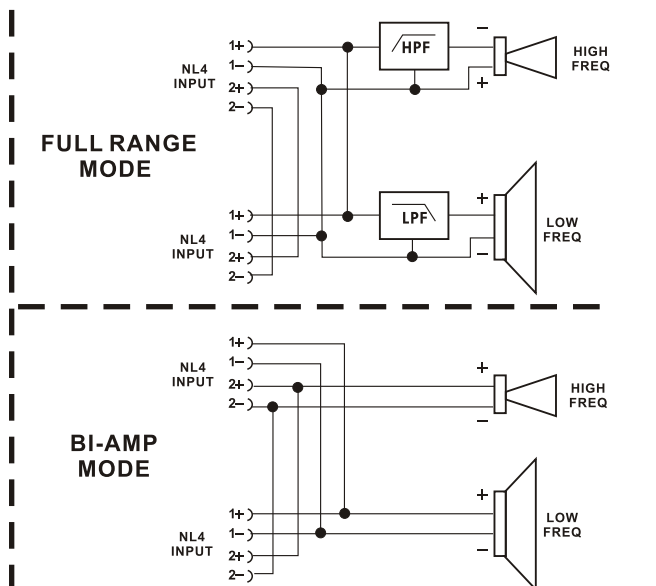 1+
1−
NL4
INPUT
2+
2−
HPF
−
+
HIGH
FREQ
FULL RANGE
MODE
1+
1−
NL4
INPUT
2+
2−
LPF
+
−
LOW
FREQ
1+
1−
NL4
INPUT
2+
2−
+
−
HIGH
FREQ
BI-AMP
MODE
1+
1−
NL4
INPUT
2+
2−
+
−
LOW
FREQ